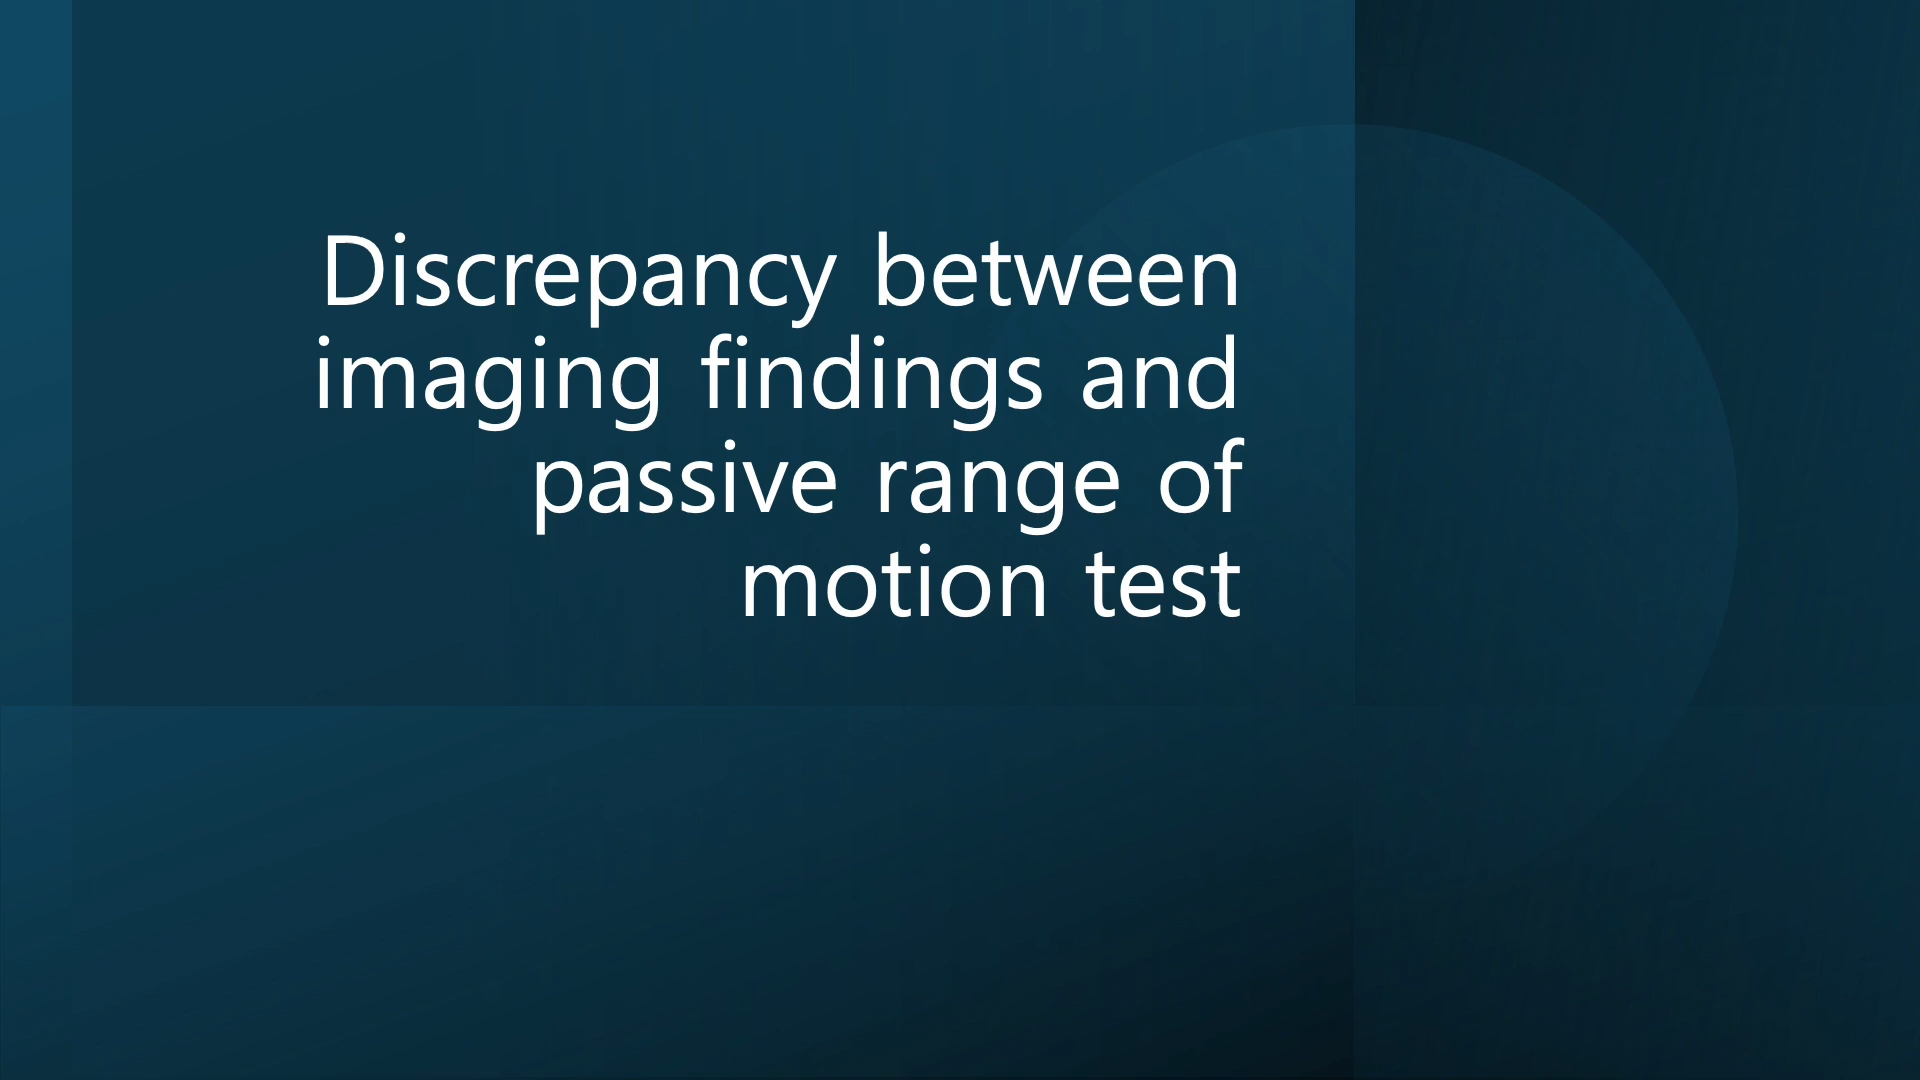 Discrepancy between
imaging findings and
passive range of
motion test